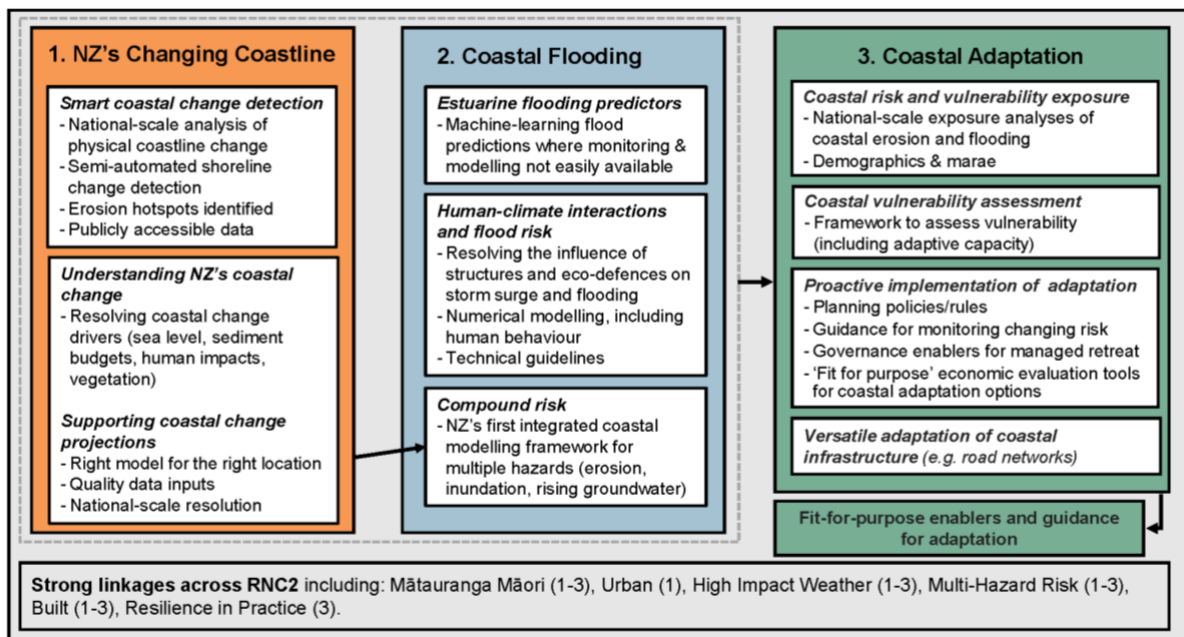 1. NZ's Changing Coastline
Smart coastal change detection
- National-scale analysis of
physical coastline change
- Semi-automated shoreline
change detection
- Erosion hotspots identified
- Publicly accessible data
Understanding NZ's coastal
change
- Resolving coastal change
drivers (sea level, sediment
budgets, human impacts,
vegetation)
Supporting coastal change
projections
- Right model for the right location
- Quality data inputs
- National-scale resolution
2. Coastal Flooding
Estuarine flooding predictors
- Machine-learning flood
predictions where monitoring &
modelling not easily available
Human-climate interactions
and flood risk
- Resolving the influence of
structures and eco-defences on
storm surge and flooding
- Numerical modelling, including
human behaviour
- Technical guidelines
Compound risk
- NZ's first integrated coastal
modelling framework for
multiple hazards (erosion,
inundation, rising groundwater)
3. Coastal Adaptation
Coastal risk and vulnerability exposure
- National-scale exposure analyses of
coastal erosion and flooding
- Demographics & marae
Coastal vulnerability assessment
- Framework to assess vulnerability
(including adaptive capacity)
Proactive implementation of adaptation
- Planning policies/rules
- Guidance for monitoring changing risk
- Governance enablers for managed retreat
- 'Fit for purpose' economic evaluation tools
for coastal adaptation options
Versatile adaptation of coastal
infrastructure (e.g. road networks)
Fit-for-purpose enablers and guidance
for adaptation
Strong linkages across RNC2 including: Mātauranga Māori (1-3), Urban (1), High Impact Weather (1-3), Multi-Hazard Risk (1-3),
Built (1-3), Resilience in Practice (3).